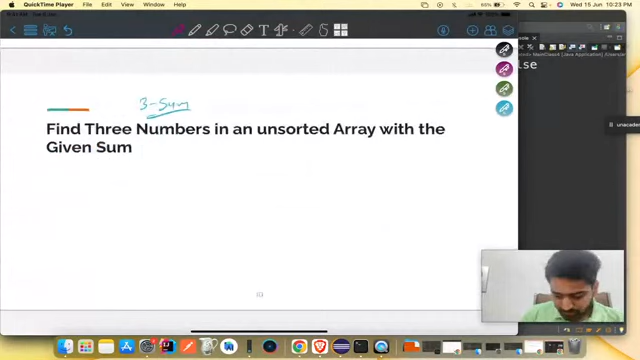 QuickTime Player File Edit View Window Help
Wed 15 Jun 10:23 PM
3-Sum
Find Three Numbers in an unsorted Array with the
Given Sum
lse